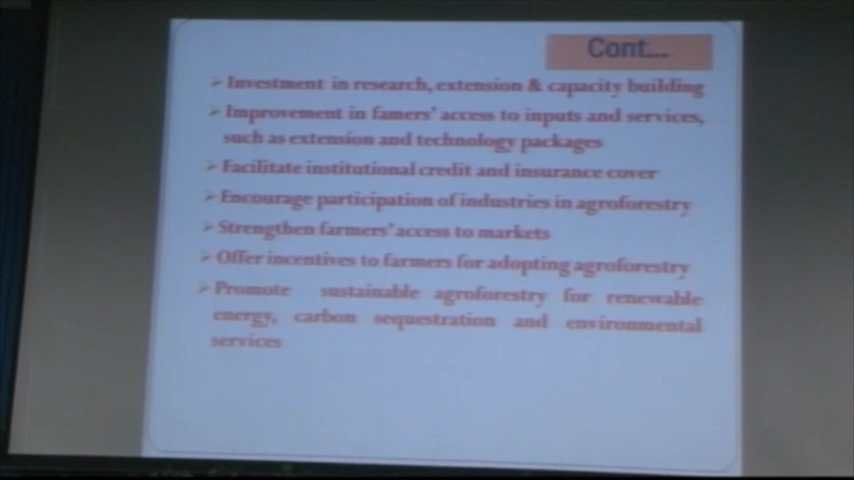 Cont...
➢ Investment in research, extension & capacity building
➢ Improvement in famers' access to inputs and services,
such as extension and technology packages
➢ Facilitate institutional credit and insurance cover
➢ Encourage participation of industries in agroforestry
➢ Strengthen farmers' access to markets
➢ Offer incentives to farmers for adopting agroforestry
➢ Promote sustainable agroforestry for renewable
energy, carbon sequestration and environmental
services